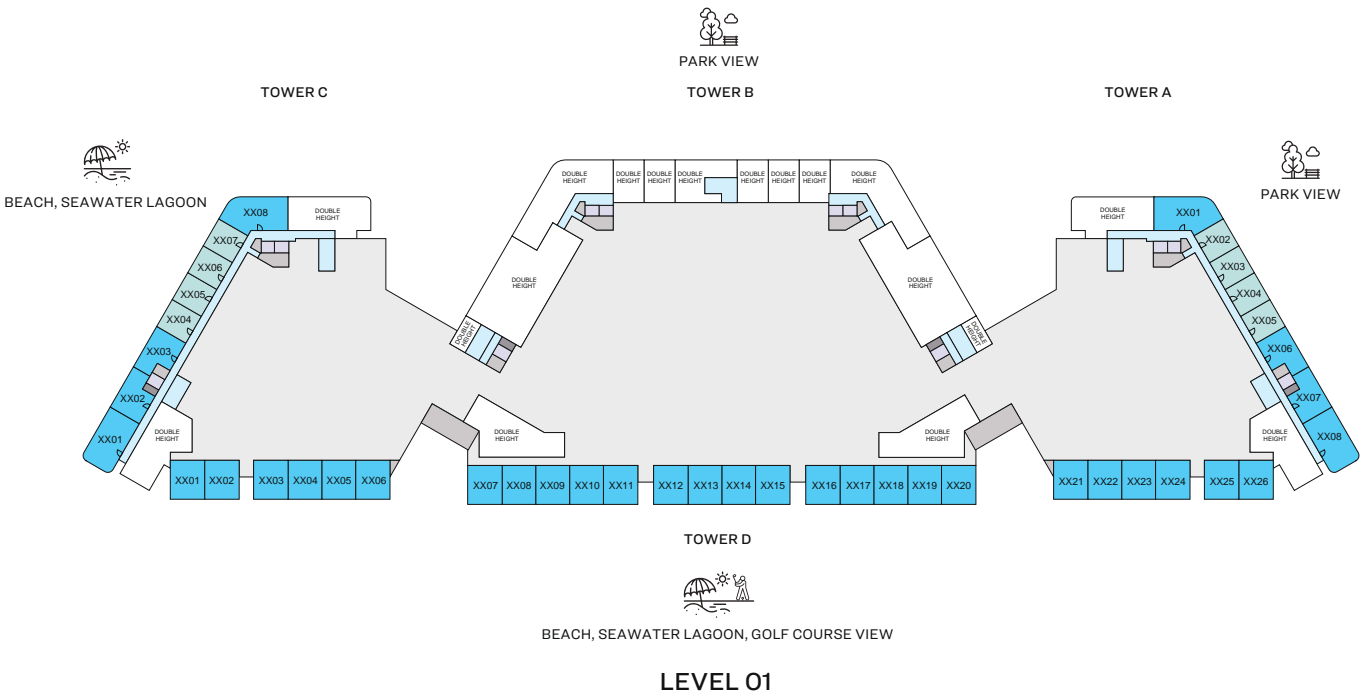 PARK VIEW
TOWER C
TOWER B
TOWER A
BEACH, SEAWATER LAGOON
PARK VIEW
DOUBLE
HEIGHT
DOUBLE
HEIGHT
DOUBLE
HEIGHT
DOUBLE
HEIGHT
DOUBLE
HEIGHT
DOUBLE
HEIGHT
DOUBLE
HEIGHT
DOUBLE
HEIGHT
XX08
DOUBLE
HEIGHT
XX07
XX06
XX05
XX04
XX03
XX02
XX01
DOUBLE
HEIGHT
DOUBLE
HEIGHT
DOUBLE
HEIGHT
DOUBLE
HEIGHT
DOUBLE
HEIGHT
DOUBLE
HEIGHT
XX01
XX02
XX03
XX04
XX05
XX06
XX07
XX08
DOUBLE
HEIGHT
DOUBLE
HEIGHT
DOUBLE
HEIGHT
DOUBLE
HEIGHT
XX01 XX02 XX03 XX04 XX05 XX06 XX07 XX08 XX09 XX10 XX11 XX12 XX13 XX14 XX15 XX16 XX17 XX18 XX19 XX20 XX21 XX22 XX23 XX24 XX25 XX26
TOWER D
BEACH, SEAWATER LAGOON, GOLF COURSE VIEW
LEVEL 01